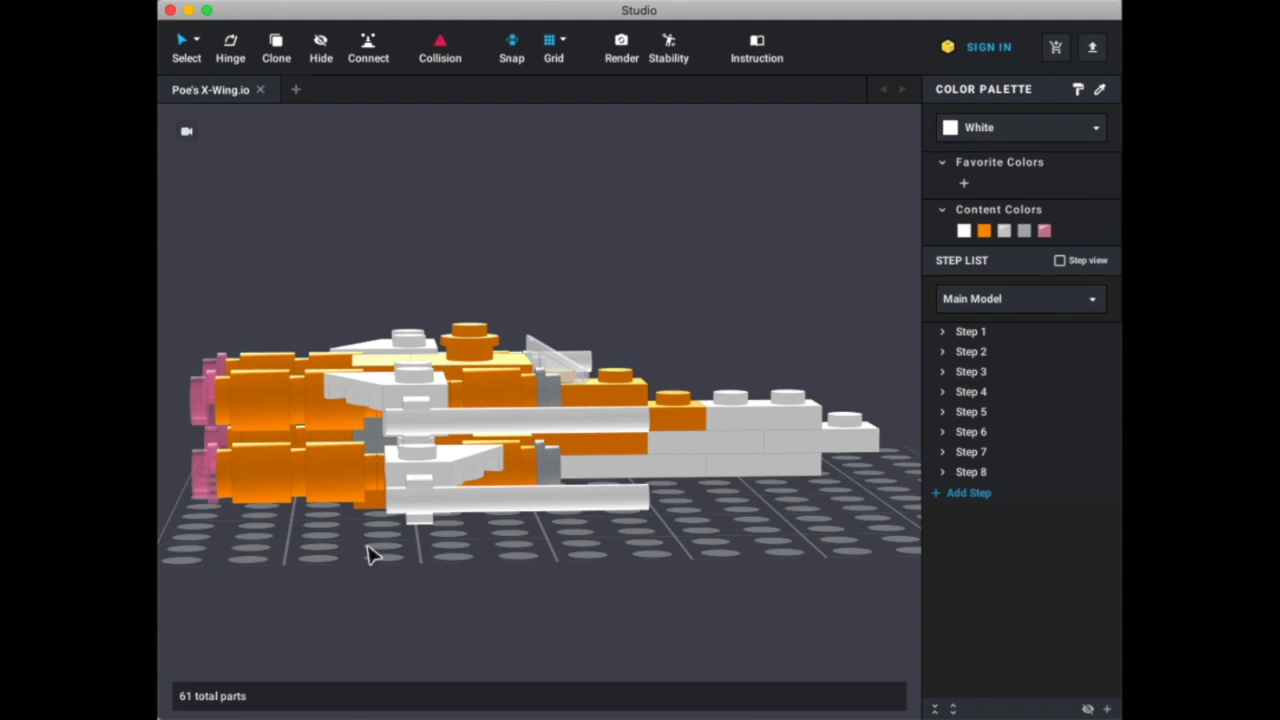 Studio
Select Hinge Clone Hide Connect Collision Snap Grid Render Stability Instruction SIGN IN
Poe's X-Wing.io
COLOR PALETTE
White
Favorite Colors
Content Colors
STEP LIST Step view
Main Model
Step 1
Step 2
Step 3
Step 4
Step 5
Step 6
Step 7
Step 8
+ Add Step
61 total parts